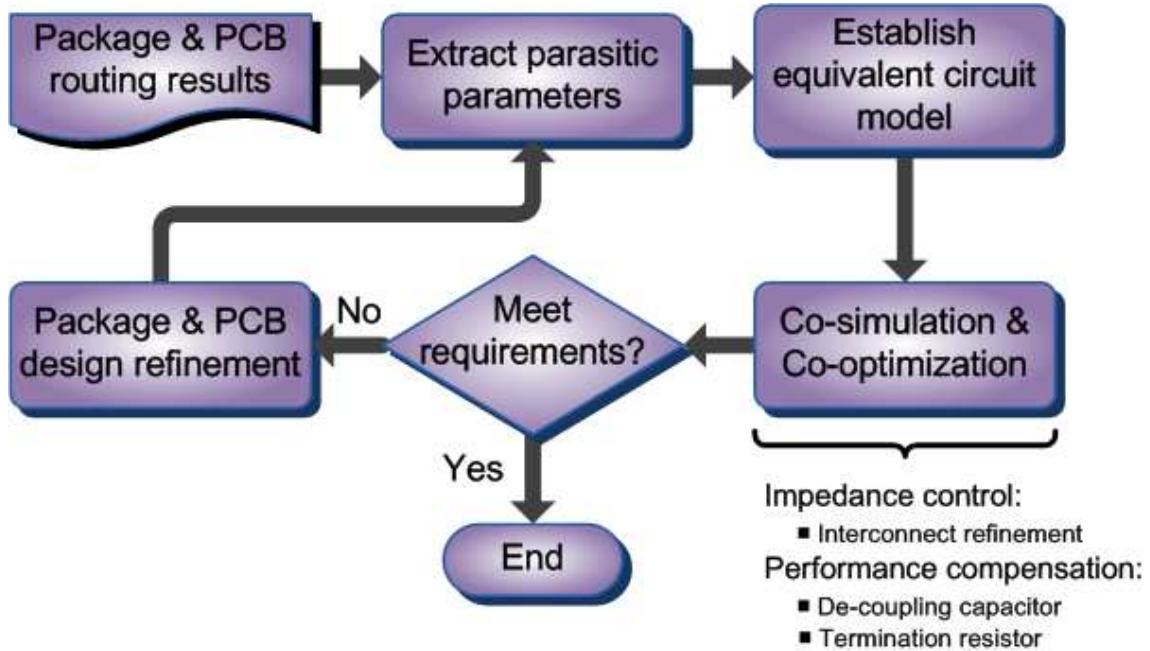 Package & PCB
routing results
Extract parasitic
parameters
Establish
equivalent circuit
model
Package & PCB
design refinement
No
Meet
requirements?
Co-simulation &
Co-optimization
Yes
End
Impedance control:
■ Interconnect refinement
Performance compensation:
■ De-coupling capacitor
■ Termination resistor